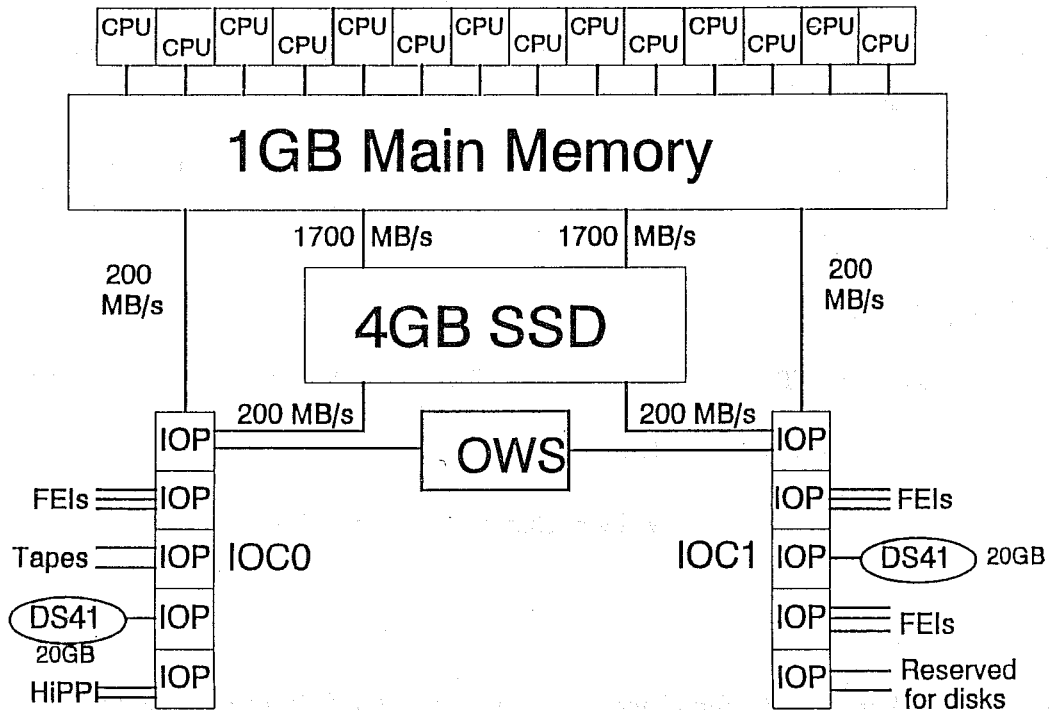 CPU CPU CPU CPU CPU CPU CPU CPU CPU CPU CPU CPU CPU CPU
1GB Main Memory
1700 MB/s 1700 MB/s
200 MB/s
200 MB/s
4GB SSD
200 MB/s 200 MB/s
OWS
IOP
FEIs IOP
Tapes IOP IOC0
DS41 IOP
20GB
HiPPI IOP
IOP
IOP FEIs
IOC1 IOP DS41 20GB
IOP FEIs
IOP Reserved
for disks